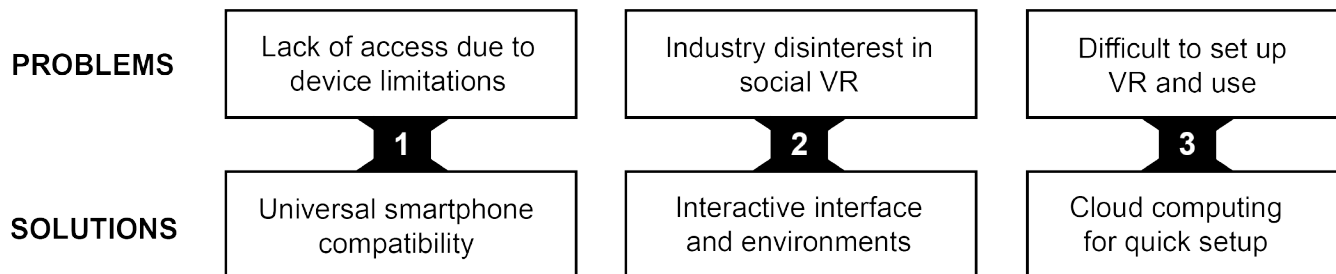 PROBLEMS
Lack of access due to
device limitations
Industry disinterest in
social VR
Difficult to set up
VR and use
1
2
3
SOLUTIONS
Universal smartphone
compatibility
Interactive interface
and environments
Cloud computing
for quick setup